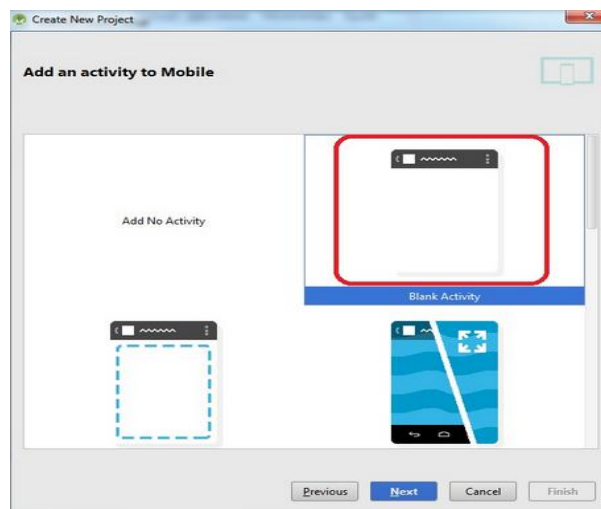 Create New Project
Add an activity to Mobile
Add No Activity
Blank Activity
Previous
Next
Cancel
Finish